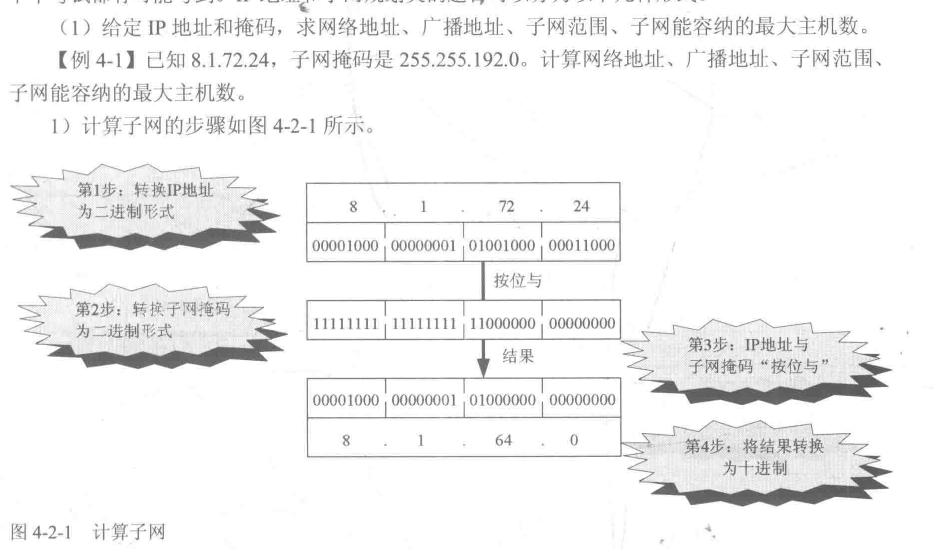 （1）给定 IP 地址和掩码，求网络地址、广播地址、子网范围、子网能容纳的最大主机数。
【例 4-1】已知 8.1.72.24，子网掩码是 255.255.192.0。计算网络地址、广播地址、子网范围、
子网能容纳的最大主机数。
1）计算子网的步骤如图 4-2-1 所示。
第1步：转换IP地址
为二进制形式
8 . 1 . 72 . 24
00001000 00000001 01001000 00011000
按位与
第2步：转换子网掩码
为二进制形式
11111111 11111111 11000000 00000000
结果
第3步：IP地址与
子网掩码“按位与”
00001000 00000001 01000000 00000000
8 . 1 . 64 . 0
第4步：将结果转换
为十进制
图 4-2-1 计算子网